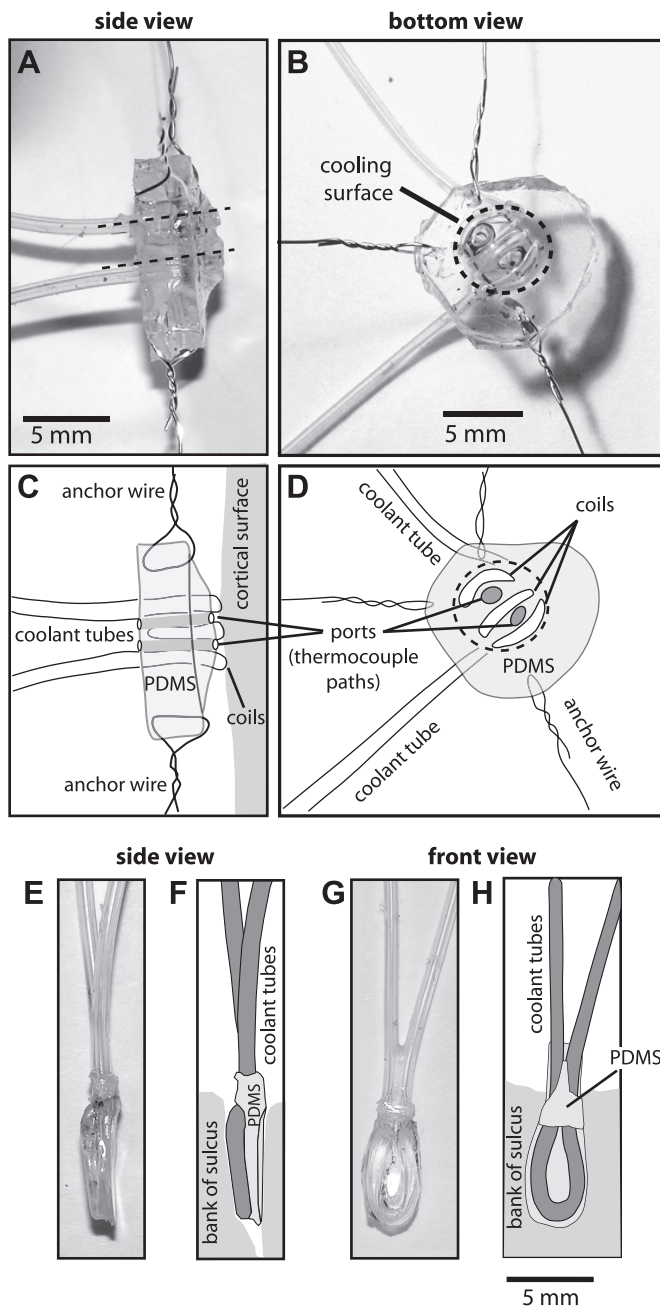 side view
bottom view
A
5 mm
B
cooling
surface
5 mm
C
anchor wire
cortical surface
coolant tubes
PDMS
coils
anchor wire
ports
(thermocouple
paths)
D
coolant tube
coils
PDMS
coolant tube
anchor wire
side view
front view
E
F
coolant tubes
PDMS
bank of sulcus
G
H
coolant tubes
PDMS
bank of sulcus
5 mm